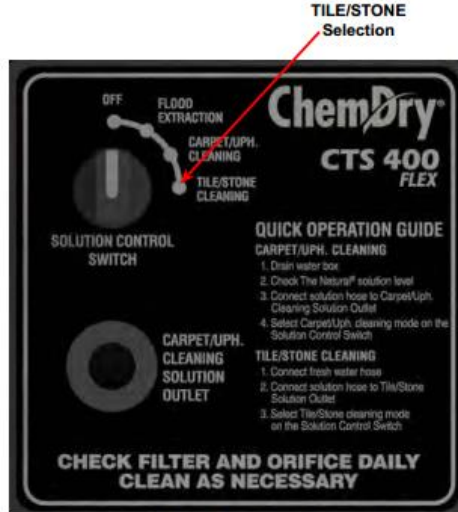 TILE/STONE
Selection
OFF
FLOOD
EXTRACTION
CARPET/UPH.
CLEANING
TILE/STONE
CLEANING
SOLUTION CONTROL
SWITCH
CARPET/UPH.
CLEANING
SOLUTION
OUTLET
ChemDry®
CTS 400
FLEX
QUICK OPERATION GUIDE
CARPET/UPH. CLEANING
1. Drain water box
2. Check The Natural® solution level
3. Connect solution hose to Carpet/Uph.
Cleaning Solution Outlet
4. Select Carpet/Uph. cleaning mode on the
Solution Control Switch
TILE/STONE CLEANING
1. Connect fresh water hose
2. Connect solution hose to Tile/Stone
Solution Outlet
3. Select Tile/Stone cleaning mode
on the Solution Control Switch
CHECK FILTER AND ORIFICE DAILY
CLEAN AS NECESSARY